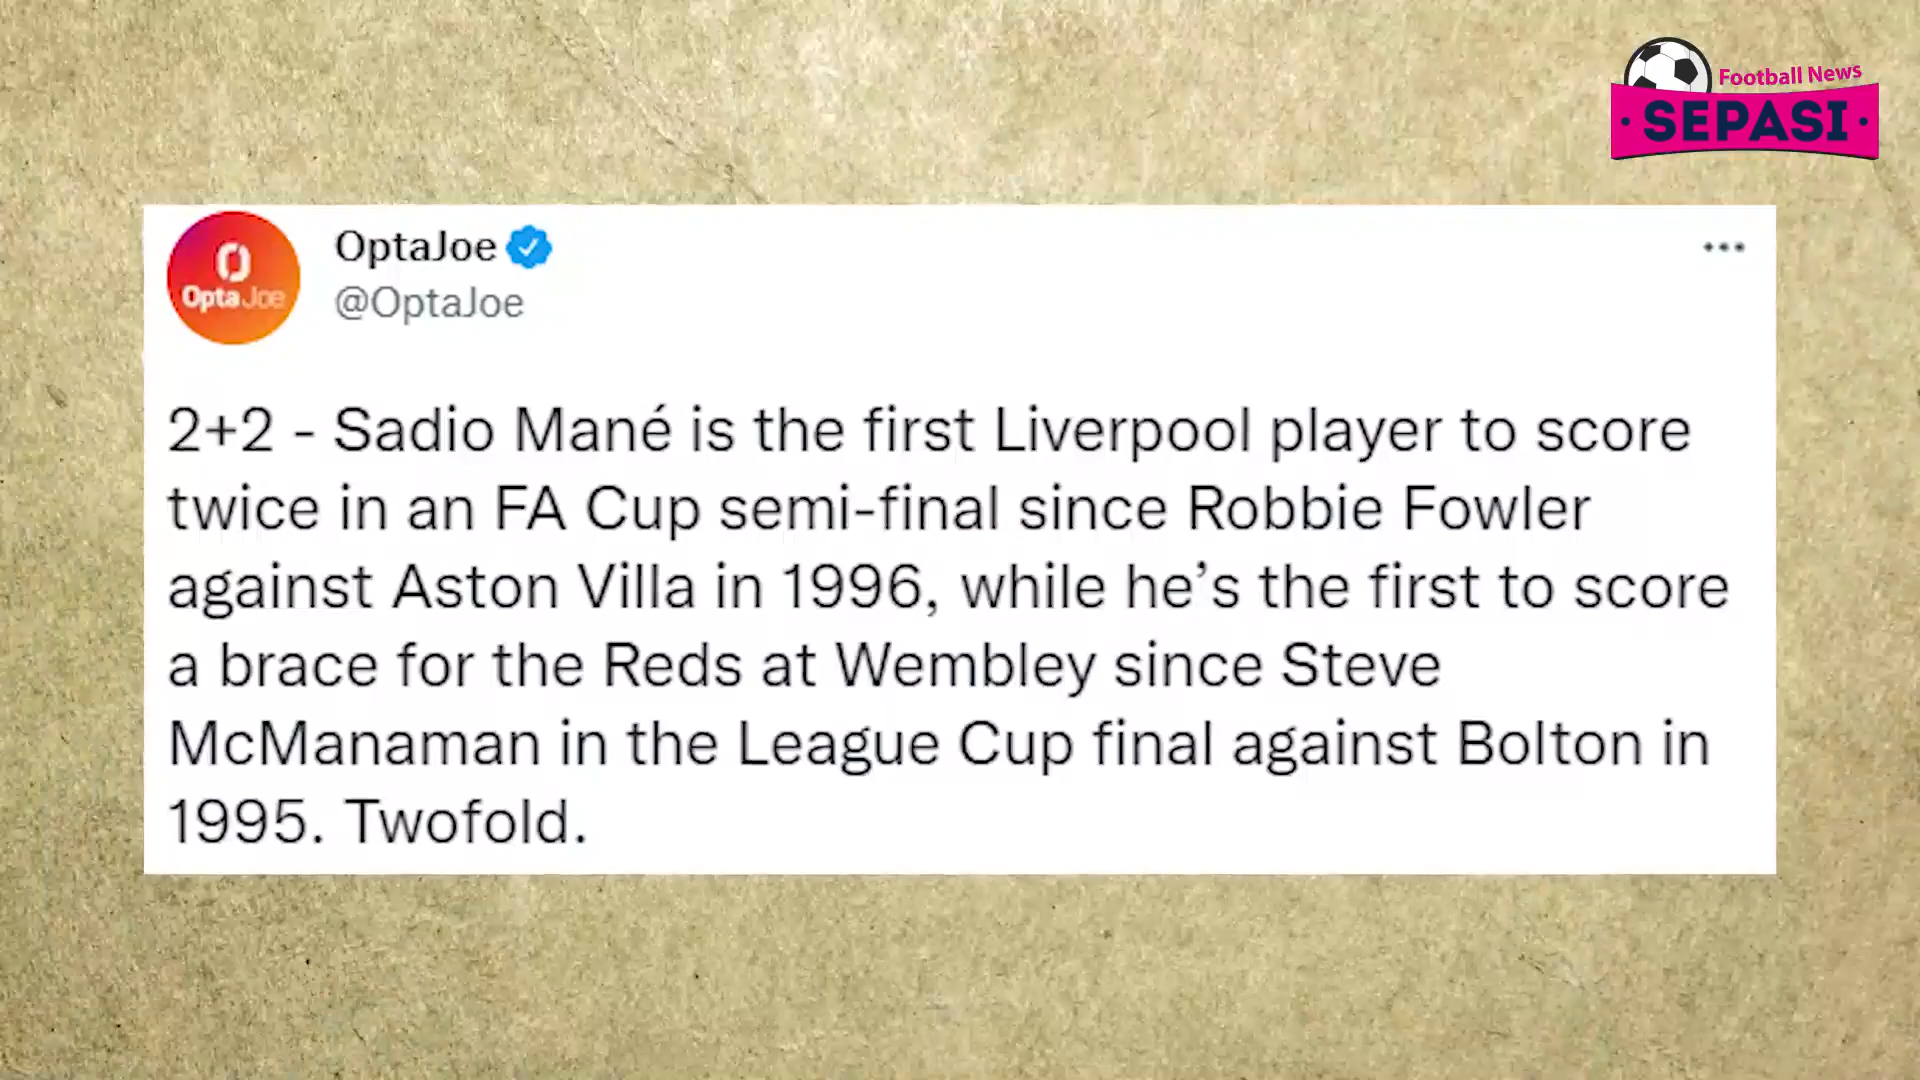 Football News
• SEPASI •
OptaJoe
@OptaJoe
Opta Joe
2+2 - Sadio Mané is the first Liverpool player to score
twice in an FA Cup semi-final since Robbie Fowler
against Aston Villa in 1996, while he’s the first to score
a brace for the Reds at Wembley since Steve
McManaman in the League Cup final against Bolton in
1995. Twofold.